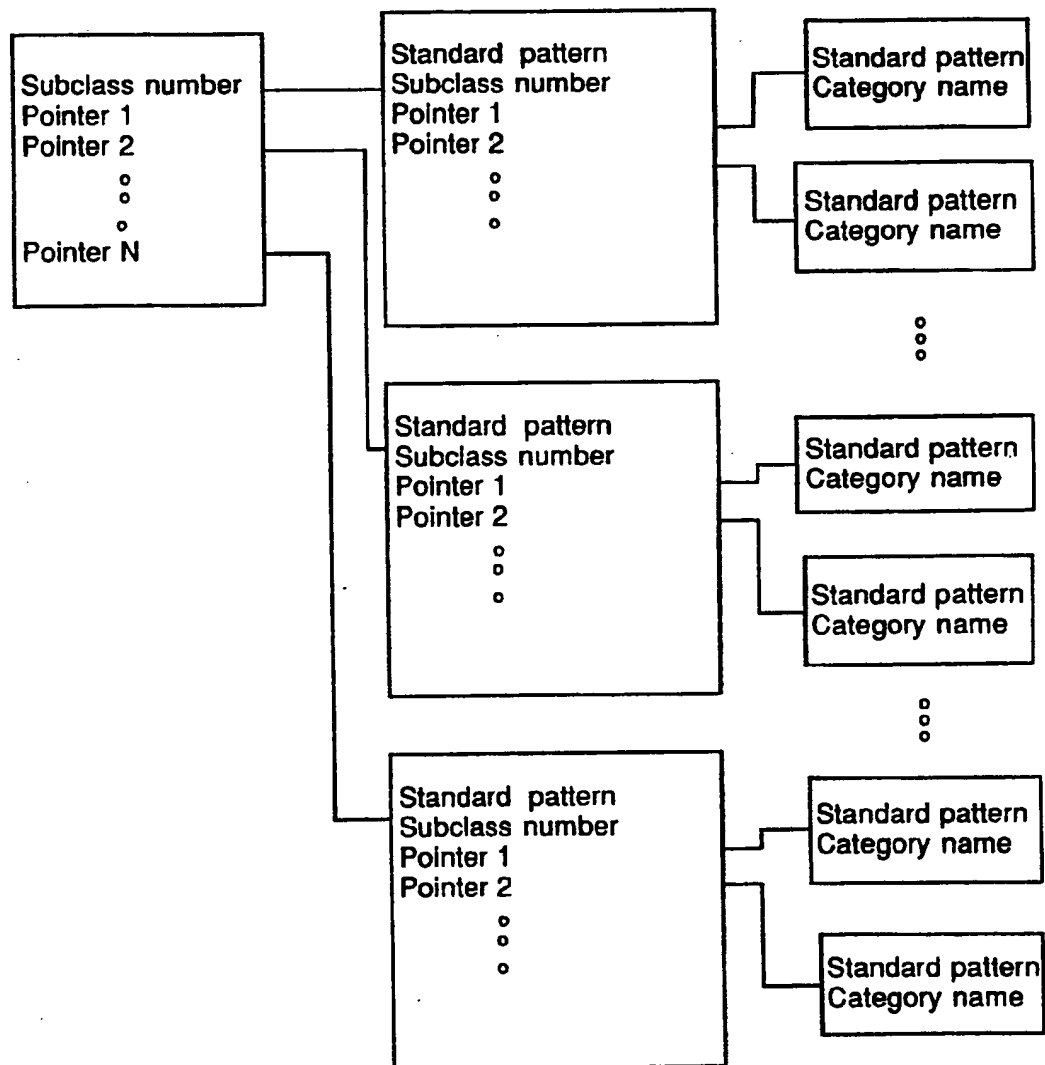 Subclass number
Pointer 1
Pointer 2
Pointer N
Standard pattern
Subclass number
Pointer 1
Pointer 2
Standard pattern
Category name
Standard pattern
Category name
Standard pattern
Subclass number
Pointer 1
Pointer 2
Standard pattern
Category name
Standard pattern
Category name
Standard pattern
Subclass number
Pointer 1
Pointer 2
Standard pattern
Category name
Standard pattern
Category name